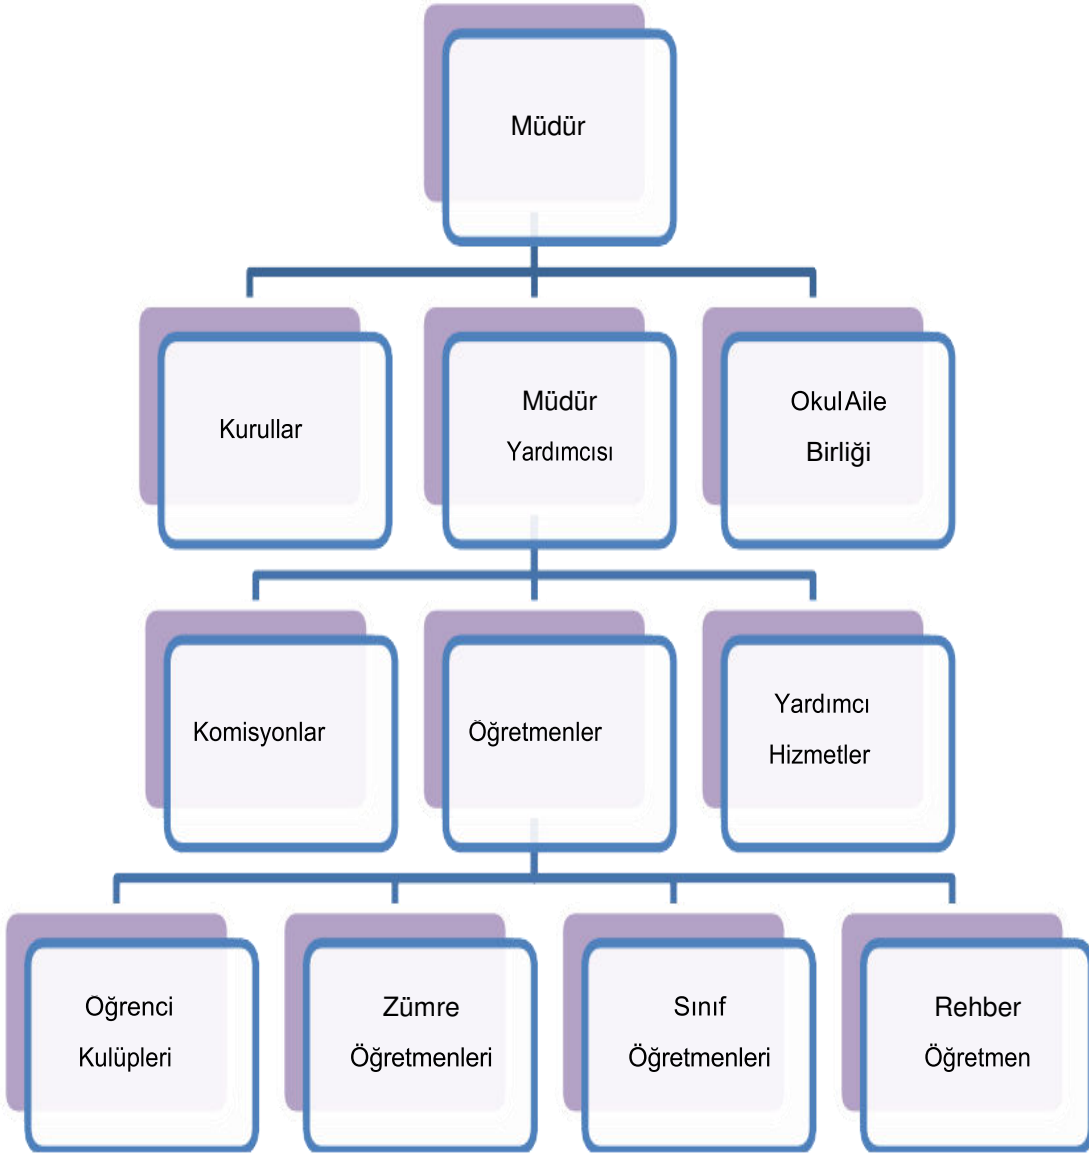 Müdür
Kurullar
Müdür
Yardımcısı
Okul Aile
Birliği
Komisyonlar
Öğretmenler
Yardımcı
Hizmetler
Oğrenci
Kulüpleri
Zümre
Öğretmenleri
Sınıf
Öğretmenleri
Rehber
Öğretmen